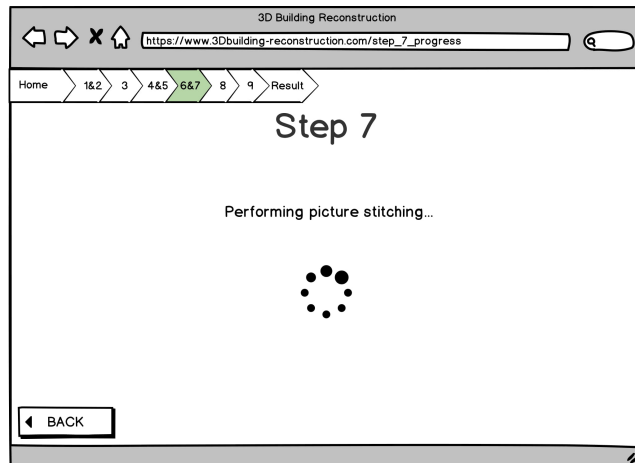 3D Building Reconstruction
https://www.3Dbuilding-reconstruction.com/step_7_progress
Home 1&2 3 4&5 6&7 8 9 Result
Step 7
Performing picture stitching...
BACK